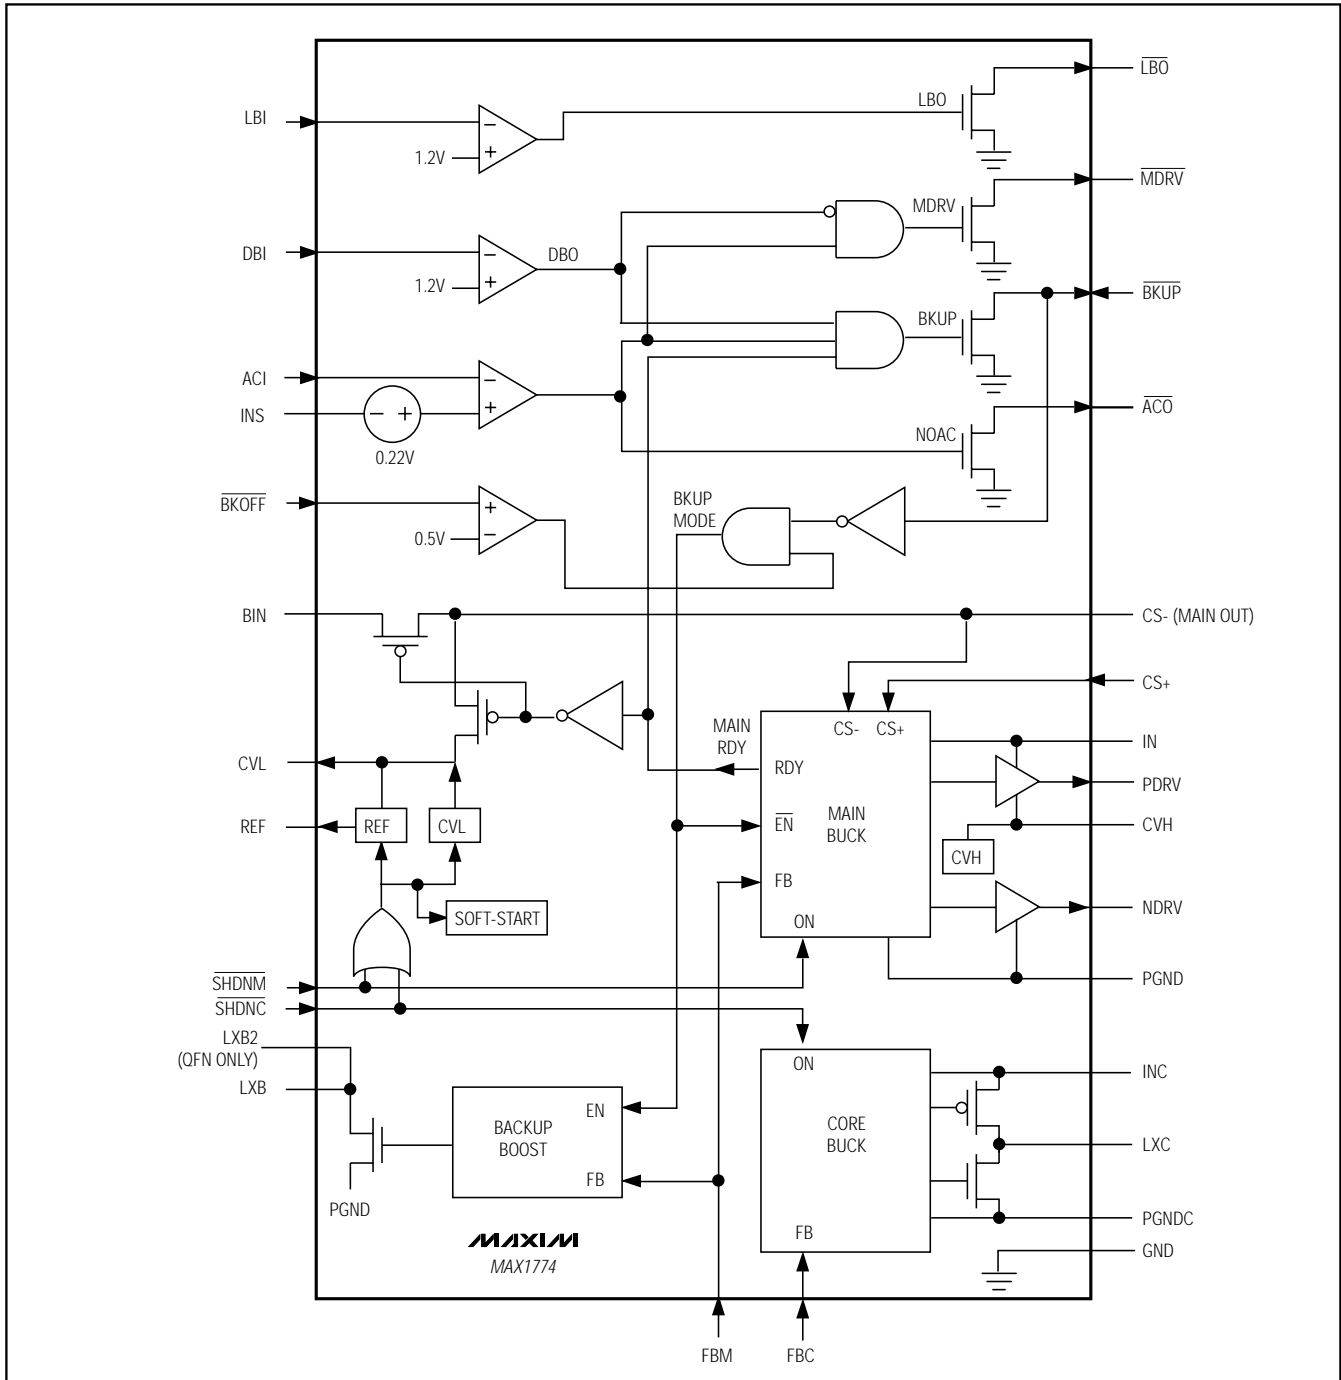 LBI
1.2V
LBO
LBO
MDRV
MDRV
DBI
DBO
1.2V
BKUP
BKUP
ACI
INS
0.22V
NOAC
ACO
BKOFF
0.5V
BKUP
MODE
BIN
CS- (MAIN OUT)
CS+
CS- CS+
MAIN
RDY
RDY
MAIN
BUCK
EN
FB
ON
IN
PDRV
CVH
CVH
NDRV
PGND
CVL
REF
REF
CVL
SOFT-START
SHDNM
SHDNC
LXB2
(QFN ONLY)
LXB
PGND
BACKUP
BOOST
EN
FB
ON
CORE
BUCK
FB
INC
LXC
PGNDC
GND
MAXIM
MAX1774
FBM
FBC
- + 
- +
- +
- +
- +
+ -